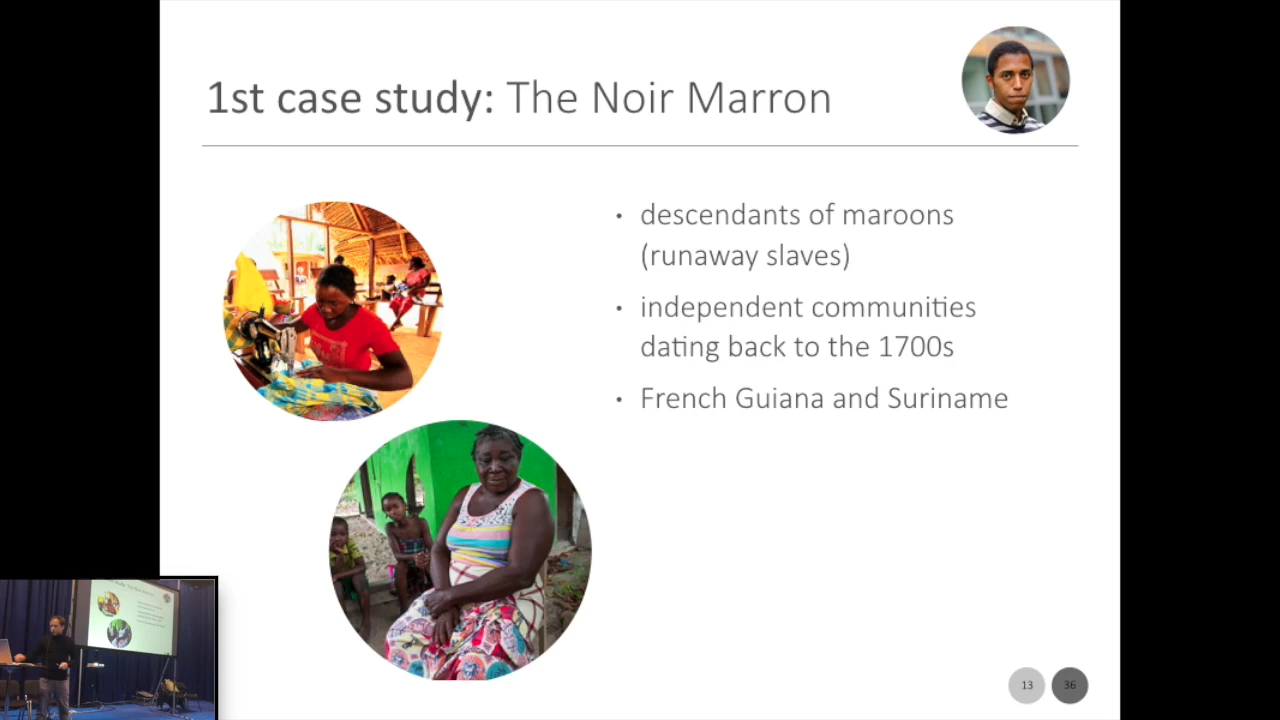 1st case study: The Noir Marron
• descendants of maroons
(runaway slaves)
• independent communities
dating back to the 1700s
• French Guiana and Suriname
13 36